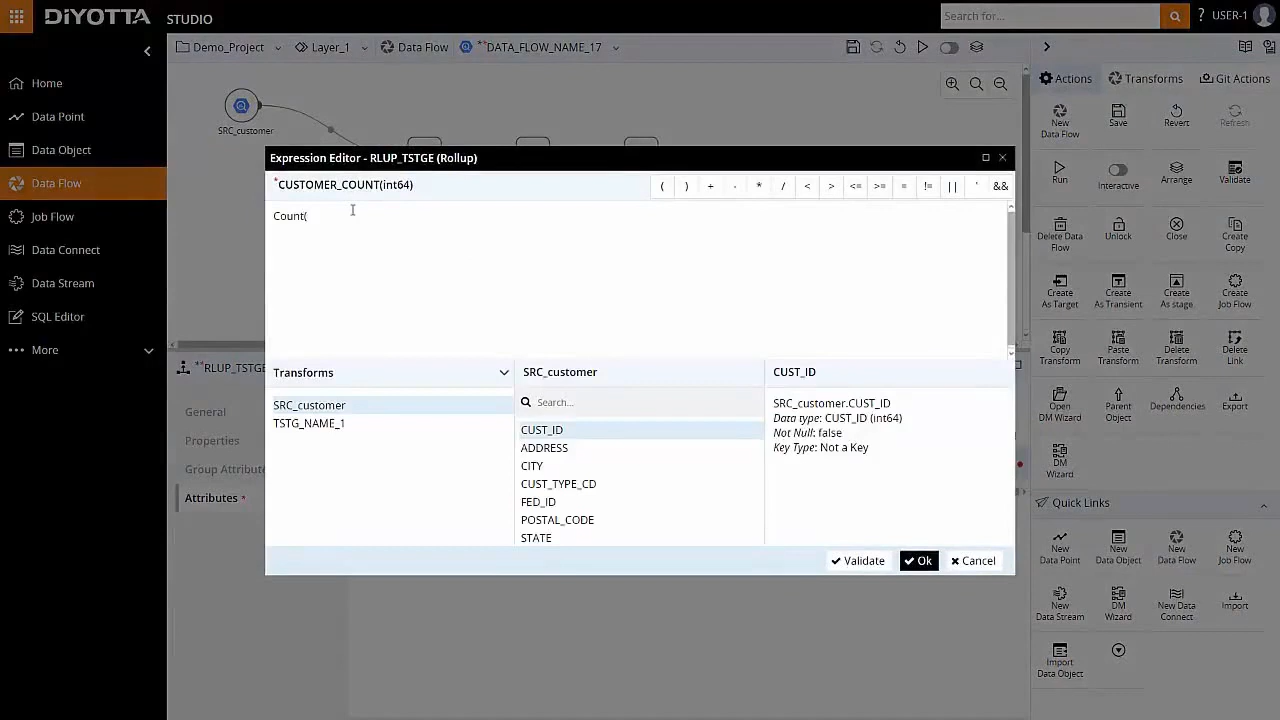 DiYOTTA STUDIO
Search for...
? USER-1
Demo_Project
Layer_1
Data Flow
**DATA_FLOW_NAME_17
Home
Data Point
Data Object
Data Flow
Job Flow
Data Connect
Data Stream
SQL Editor
More
SRC_customer
Expression Editor - RLUP_TSTGE (Rollup)
*CUSTOMER_COUNT(int64)
( ) + - * / < > <= >= = != || ' &&
Count(
Transforms
SRC_customer
TSTG_NAME_1
SRC_customer
Search...
CUST_ID
ADDRESS
CITY
CUST_TYPE_CD
FED_ID
POSTAL_CODE
STATE
CUST_ID
SRC_customer.CUST_ID
Data type: CUST_ID (int64)
Not Null: false
Key Type: Not a Key
Validate
Ok
Cancel
**RLUP_TSTGE
General
Properties
Group Attribute
Attributes *
Actions
Transforms
Git Actions
New Data Flow
Save
Revert
Refresh
Run
Interactive
Arrange
Validate
Delete Data Flow
Unlock
Close
Create Copy
Create As Target
Create As Transient
Create As stage
Create Job Flow
Copy Transform
Paste Transform
Delete Transform
Delete Link
Open DM Wizard
Parent Object
Dependencies
Export
DM Wizard
Quick Links
New Data Point
New Data Object
New Data Flow
New Job Flow
New Data Stream
DM Wizard
New Data Connect
Import
Import Data Object